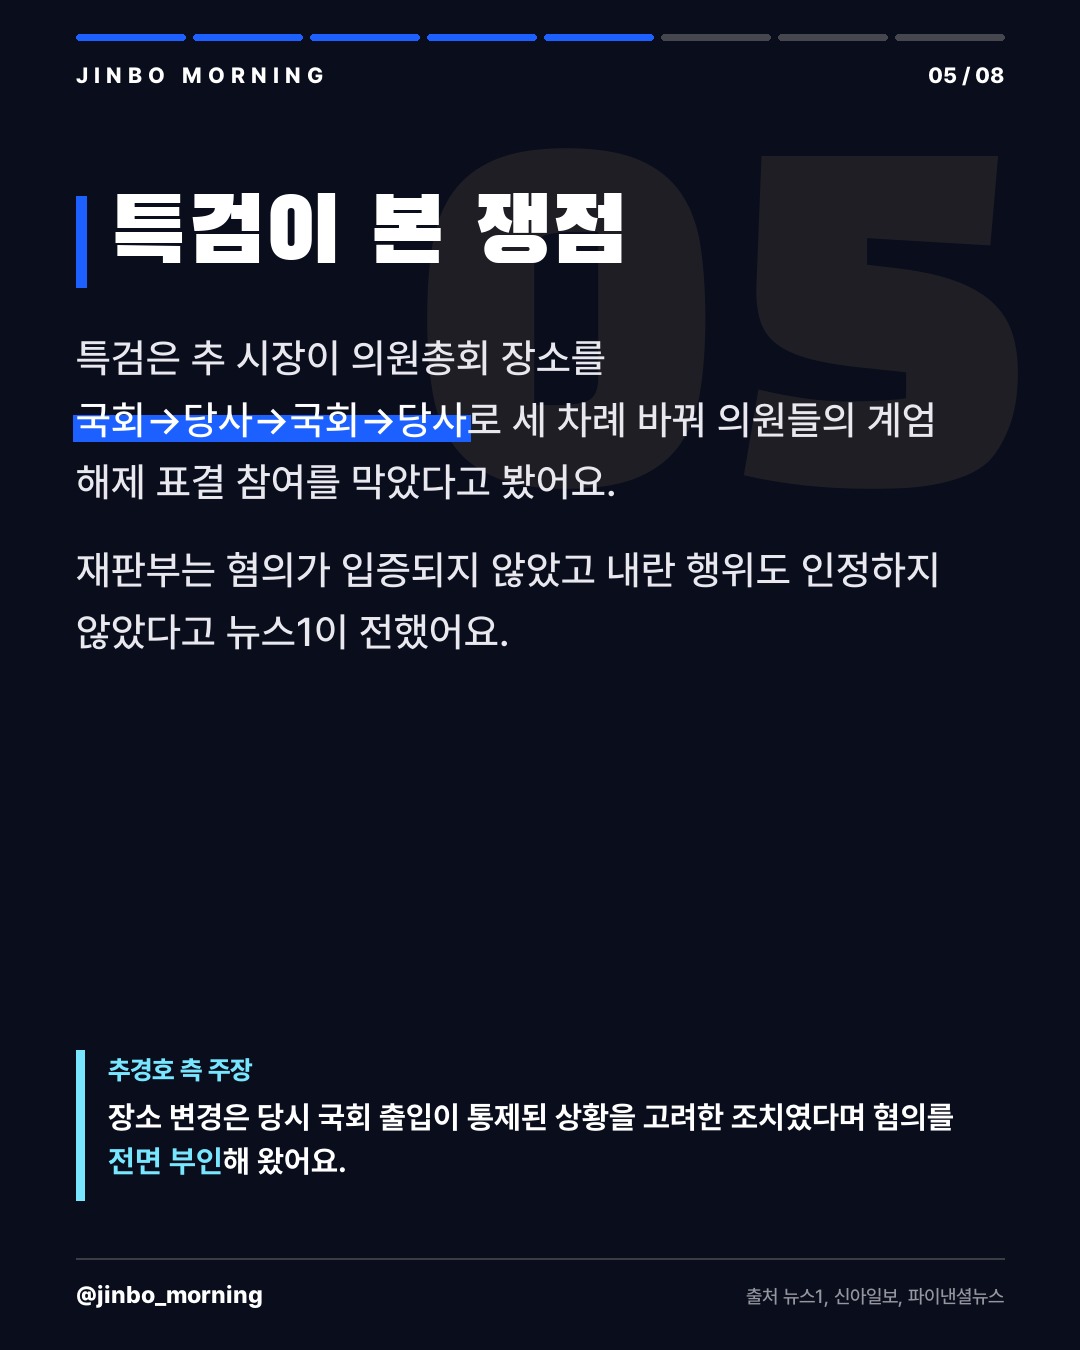 JINBO MORNING
05 / 08
05
특검이 본 쟁점
특검은 추 시장이 의원총회 장소를
국회→당사→국회→당사로 세 차례 바꿔 의원들의 계엄
해제 표결 참여를 막았다고 봤어요.
재판부는 혐의가 입증되지 않았고 내란 행위도 인정하지
않았다고 뉴스1이 전했어요.
추경호 측 주장
장소 변경은 당시 국회 출입이 통제된 상황을 고려한 조치였다며 혐의를
전면 부인해 왔어요.
@jinbo_morning
출처 뉴스1, 신아일보, 파이낸셜뉴스